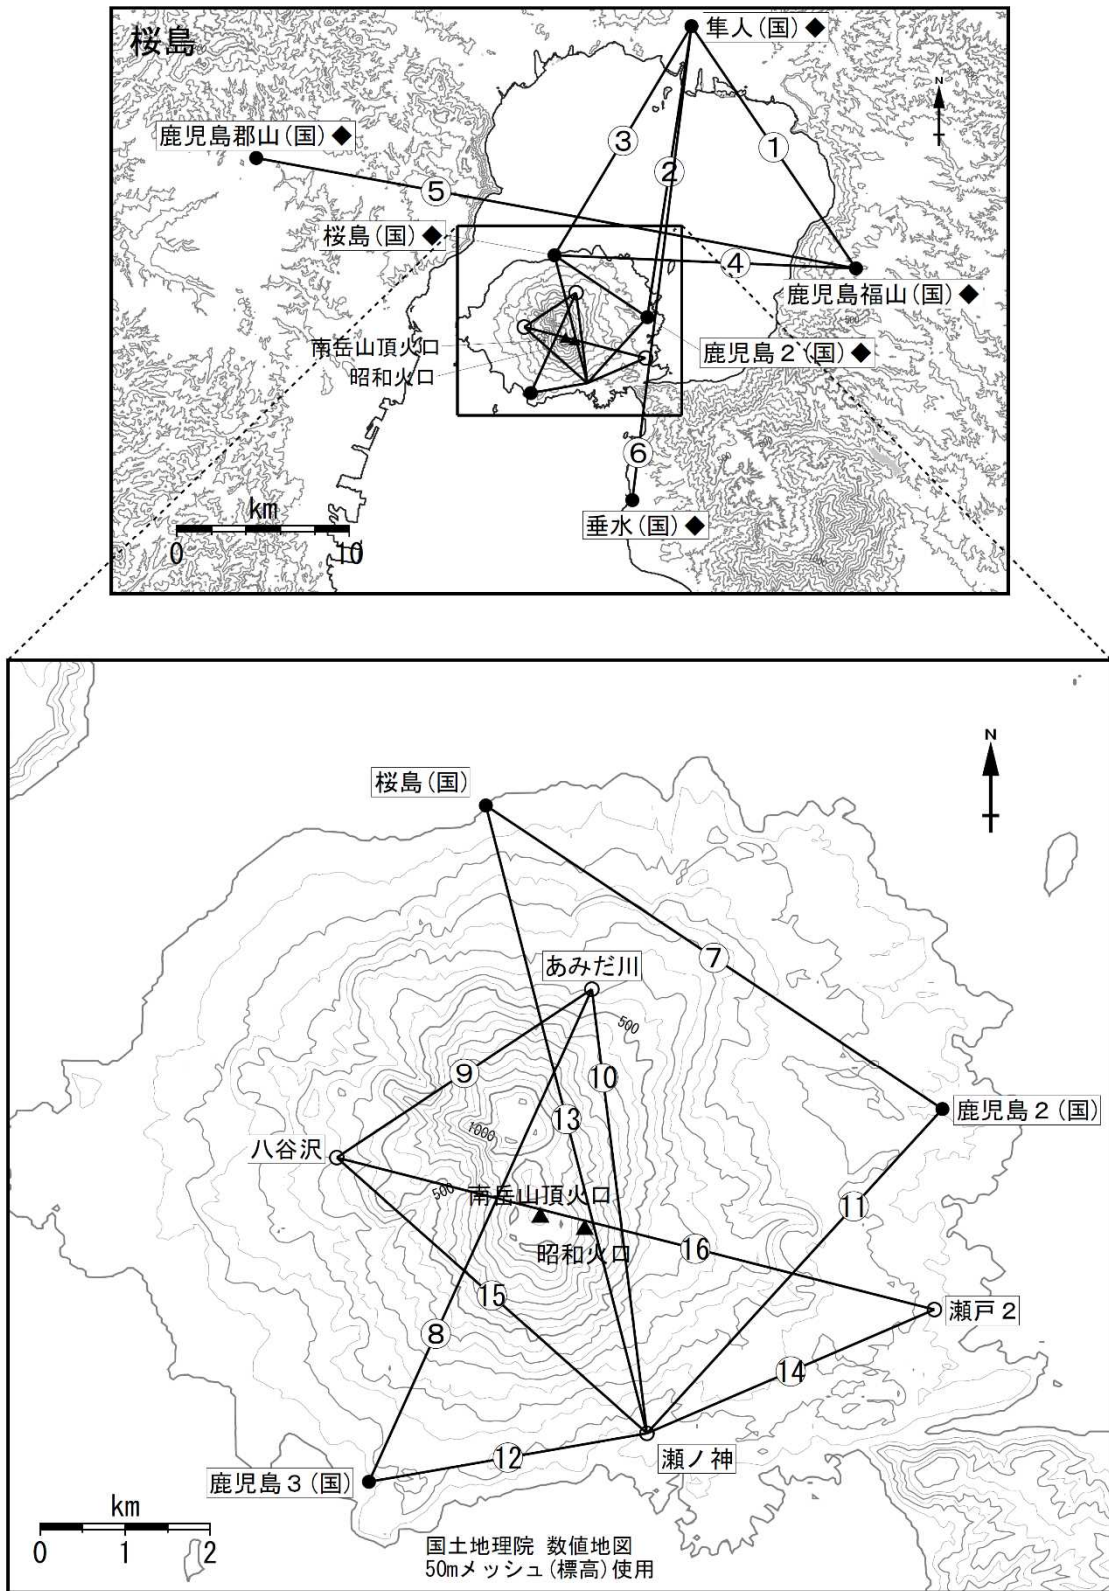 桜島
隼人(国)◆
N
鹿児島郡山(国)◆
③
①
②
⑤
桜島(国)◆
④
鹿児島福山(国)◆
500
鹿児島2(国)◆
南岳山頂火口
昭和火口
⑥
500
500
km
0 10
垂水(国)◆
桜島(国)
N
⑦
あみだ川
500
⑨
⑩
鹿児島2(国)
⑬
1000
八谷沢
500
南岳山頂火口
⑪
昭和火口
⑯
⑮
瀬戸2
⑧
⑭
瀬ノ神
⑫
鹿児島3(国)
km
0 1 2
国土地理院 数値地図
50mメッシュ(標高)使用